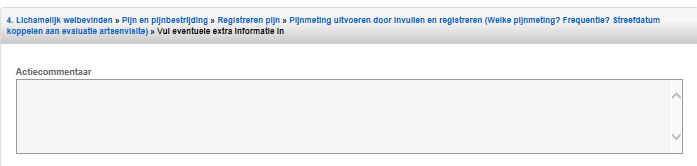 4. Lichamelijk welbevinden » Pijn en pijnbestrijding » Registreren pijn » Pijnmeting uitvoeren door invullen en registreren (Welke pijnmeting? Frequentie? Streefdatum
koppelen aan evaluatie artsenvisite) » Vul eventuele extra informatie in
Actiecommentaar